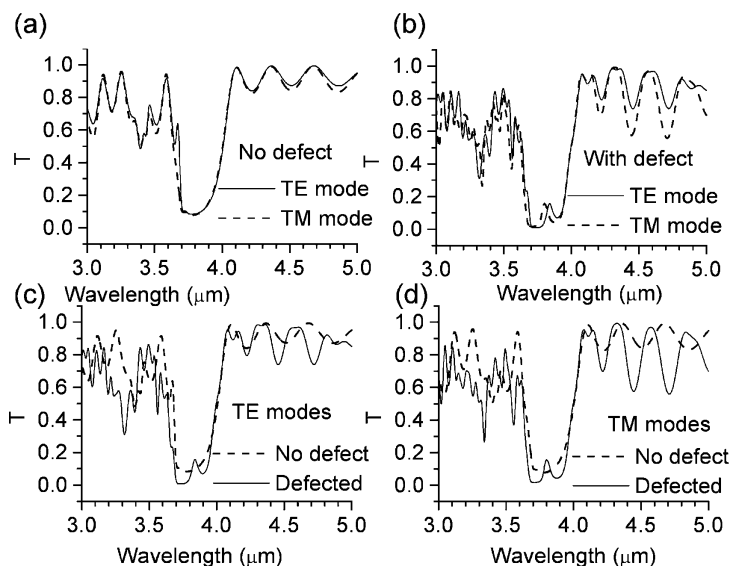 (a)
1.0
0.8
0.6
0.4
0.2
0.0
T
No defect
TE mode
TM mode
3.0 3.5 4.0 4.5 5.0
Wavelength (μm)
(b)
1.0
0.8
0.6
0.4
0.2
0.0
T
With defect
TE mode
TM mode
3.0 3.5 4.0 4.5 5.0
Wavelength (μm)
(c)
1.0
0.8
0.6
0.4
0.2
0.0
T
TE modes
No defect
Defected
3.0 3.5 4.0 4.5 5.0
Wavelength (μm)
(d)
1.0
0.8
0.6
0.4
0.2
0.0
T
TM modes
No defect
Defected
3.0 3.5 4.0 4.5 5.0
Wavelength (μm)